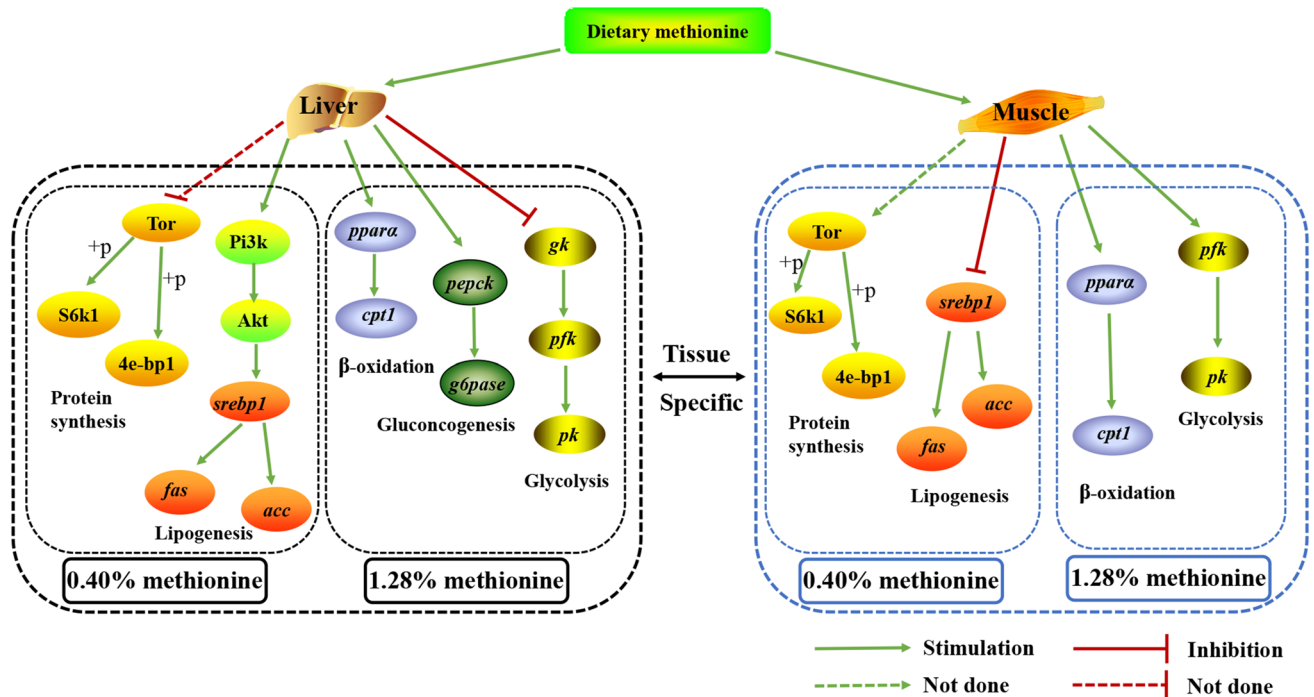 Dietary methionine
Liver
Tor
+p
+p
S6k1
4e-bp1
Protein
synthesis
Pi3k
Akt
srebp1
fas
acc
Lipogenesis
pparα
cpt1
β-oxidation
pepck
g6pase
Gluconcogenesis
gk
pfk
pk
Glycolysis
0.40% methionine
1.28% methionine
Tissue
Specific
Muscle
Tor
+p
+p
S6k1
4e-bp1
Protein
synthesis
srebp1
fas
acc
Lipogenesis
pparα
cpt1
β-oxidation
pfk
pk
Glycolysis
0.40% methionine
1.28% methionine
Stimulation
Inhibition
Not done
Not done